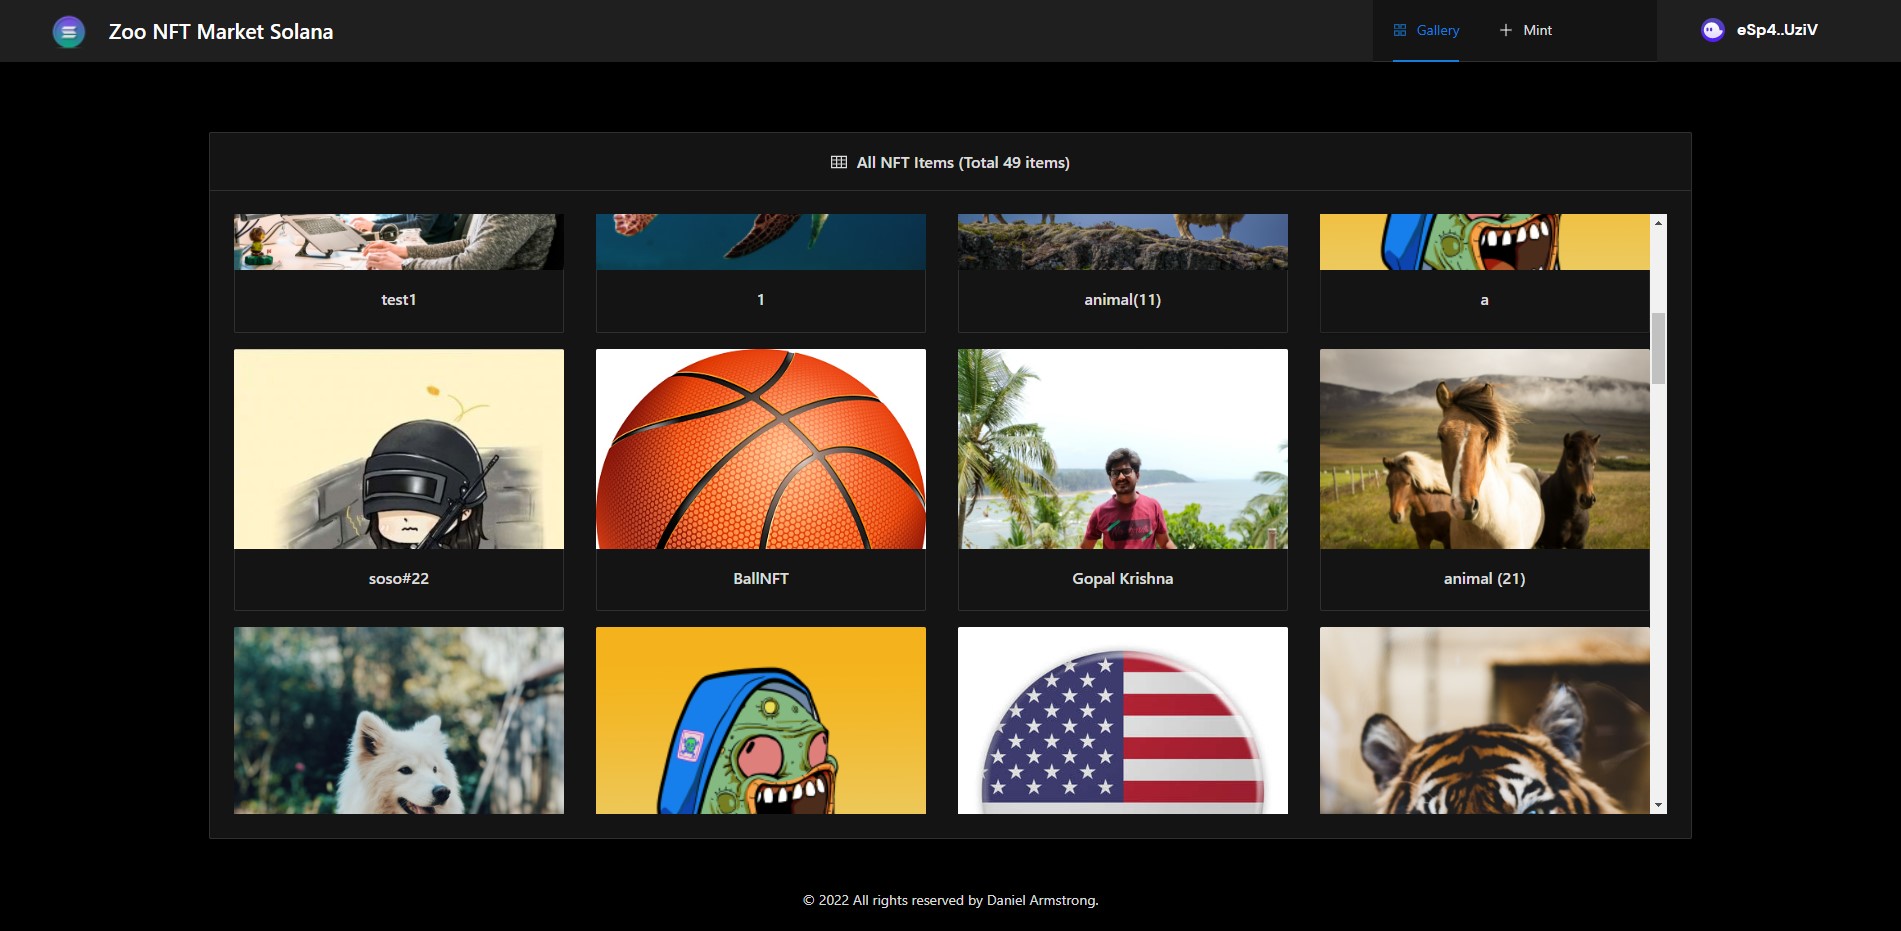 Zoo NFT Market Solana
Gallery
Mint
eSp4..UziV
All NFT Items (Total 49 items)
test1
1
animal(11)
a
soso#22
BallNFT
Gopal Krishna
animal (21)
© 2022 All rights reserved by Daniel Armstrong.